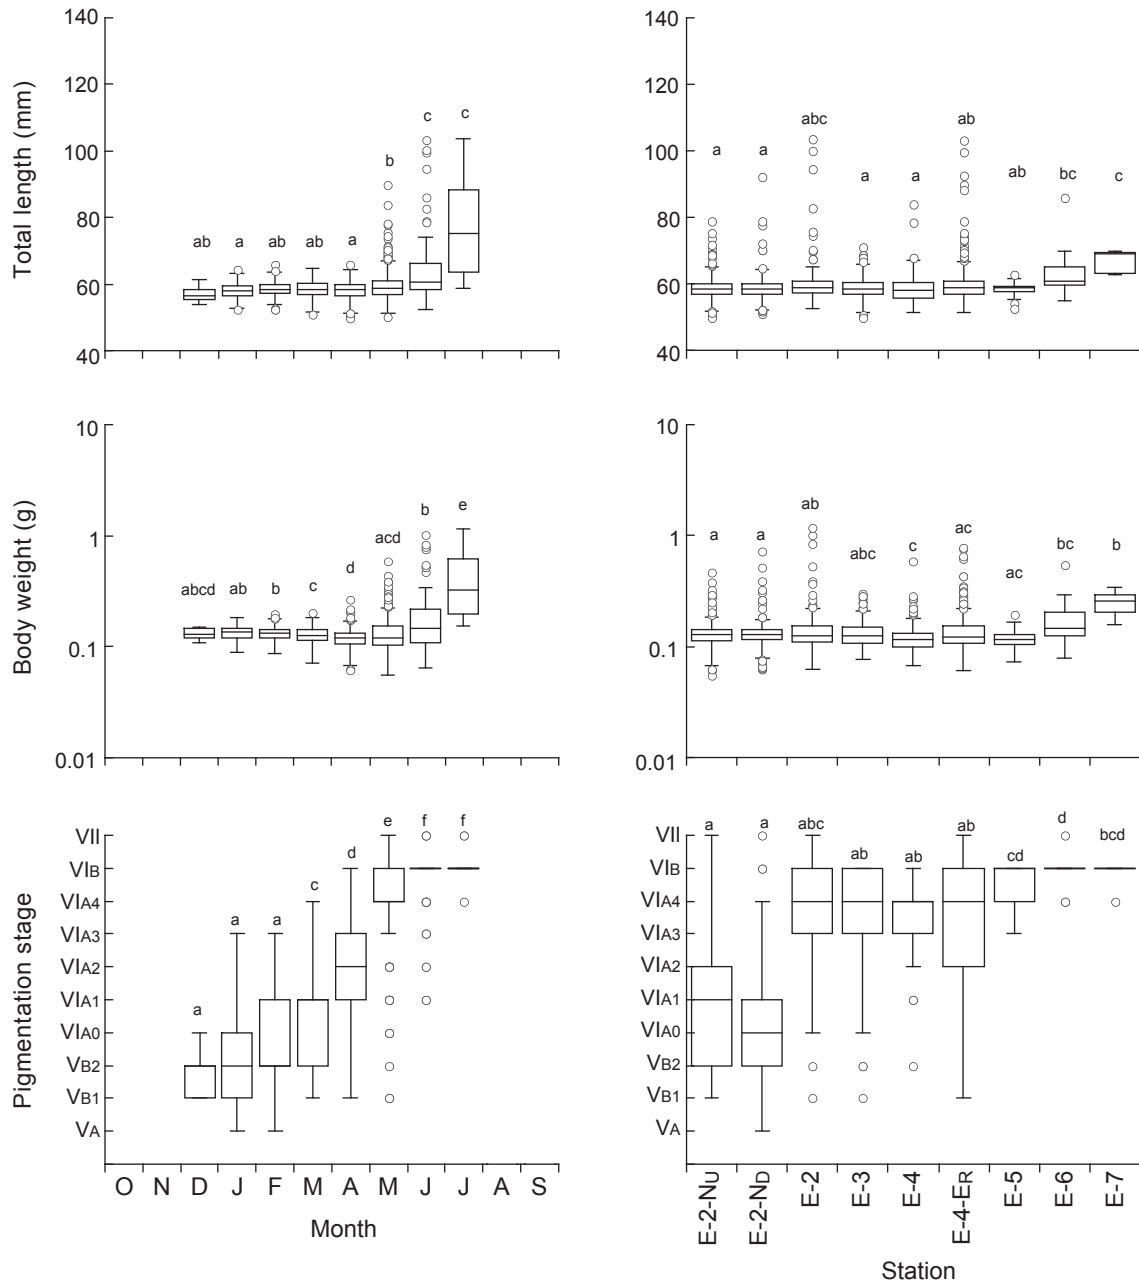 Total length (mm)
140
120
100
80
60
40
ab
a
ab
ab
a
b
c
c
140
120
100
80
60
40
a
a
abc
a
a
ab
ab
bc
c
Body weight (g)
10
1
0.1
0.01
abcd
ab
b
c
d
acd
b
e
10
1
0.1
0.01
a
a
ab
abc
c
ac
ac
bc
b
Pigmentation stage
VII
VIB
VIA4
VIA3
VIA2
VIA1
VIA0
VB2
VB1
VA
a
a
a
c
d
e
f
f
O N D J F M A M J J A S
Month
VII
VIB
VIA4
VIA3
VIA2
VIA1
VIA0
VB2
VB1
VA
a
a
abc
ab
ab
ab
cd
d
bcd
E-2-NU
E-2-ND
E-2
E-3
E-4
E-4-ER
E-5
E-6
E-7
Station